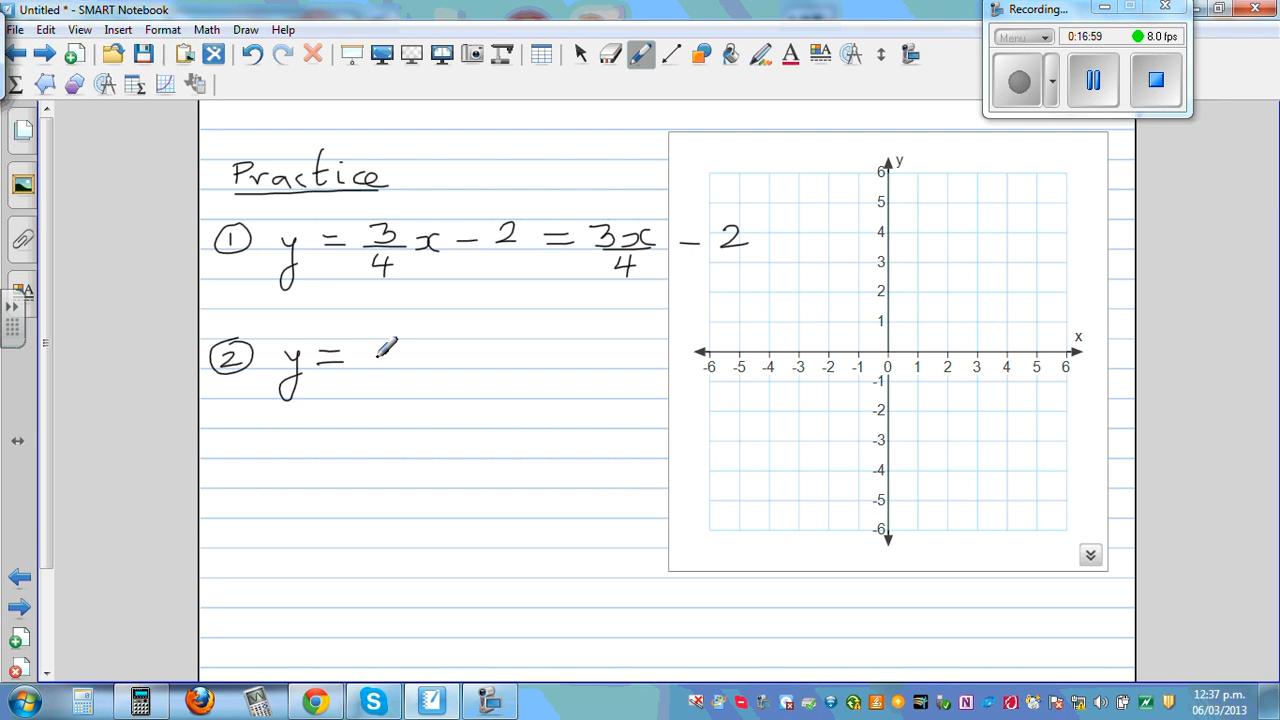 Untitled * - SMART Notebook
File Edit View Insert Format Math Draw Help
Recording...
Menu 0:16:59 8.0 fps
Practice
① y = 3/4 x - 2 = 3x/4 - 2
② y =
y
x
6
5
4
3
2
1
-6 -5 -4 -3 -2 -1 0 1 2 3 4 5 6
-1
-2
-3
-4
-5
-6
12:37 p.m.
06/03/2013